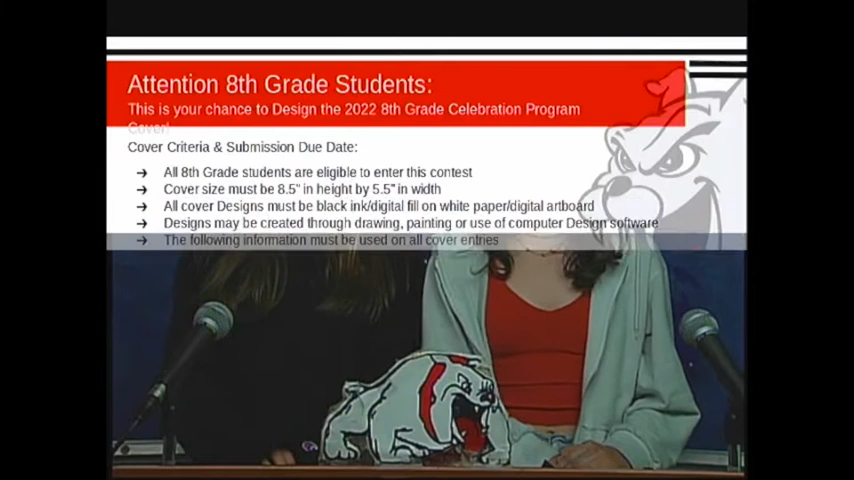 Attention 8th Grade Students:
This is your chance to Design the 2022 8th Grade Celebration Program
Cover!
Cover Criteria & Submission Due Date:
➔ All 8th Grade students are eligible to enter this contest
➔ Cover size must be 8.5" in height by 5.5" in width
➔ All cover Designs must be black ink/digital fill on white paper/digital artboard
➔ Designs may be created through drawing, painting or use of computer Design software
➔ The following information must be used on all cover entries